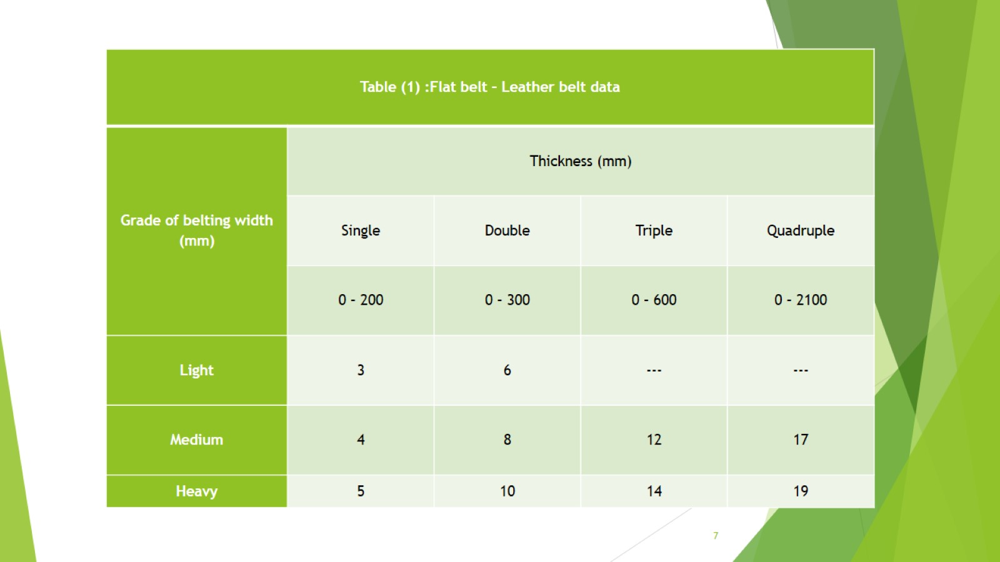 Table (1) :Flat belt – Leather belt data
Grade of belting width
(mm)
Thickness (mm)
Single Double Triple Quadruple
0 - 200 0 - 300 0 - 600 0 - 2100
Light 3 6 --- ---
Medium 4 8 12 17
Heavy 5 10 14 19
7